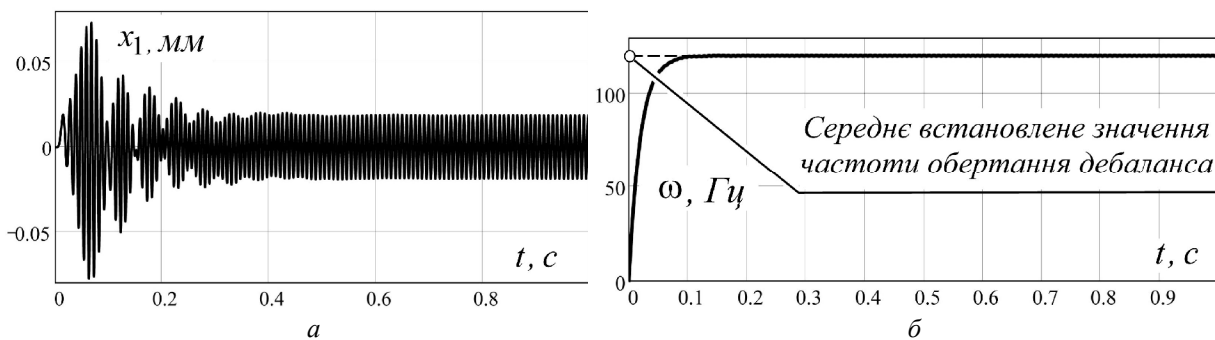 x₁, мм
0.05
0
−0.05
t, c
0 0.2 0.4 0.6 0.8
а
100
50
0
Середнє встановлене значення
частоти обертання дебаланса
ω, Гц
t, c
0 0.1 0.2 0.3 0.4 0.5 0.6 0.7 0.8 0.9
б